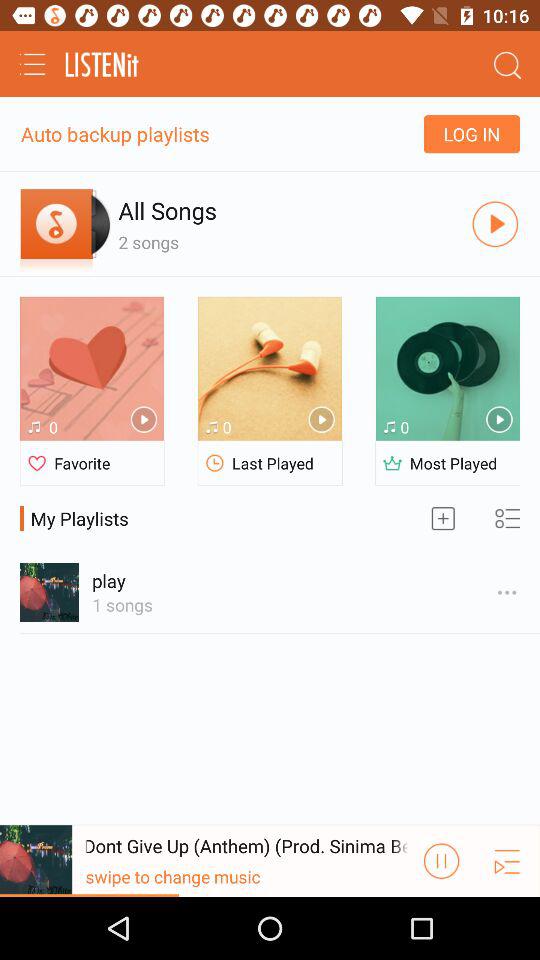 10:16
LISTENit
Auto backup playlists
LOG IN
All Songs
2 songs
0
0
0
Favorite
Last Played
Most Played
My Playlists
play
1 songs
Dont Give Up (Anthem) (Prod. Sinima Be
swipe to change music